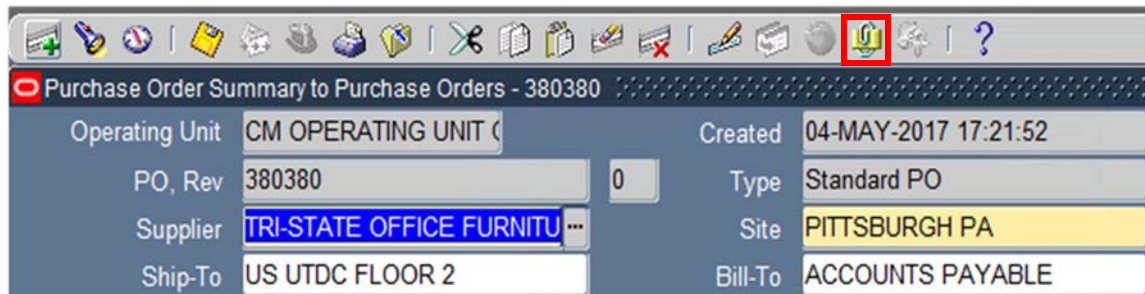 ?
Purchase Order Summary to Purchase Orders - 380380
Operating Unit CM OPERATING UNIT ( Created 04-MAY-2017 17:21:52
PO, Rev 380380 0 Type Standard PO
Supplier TRI-STATE OFFICE FURNITU ... Site PITTSBURGH PA
Ship-To US UTDC FLOOR 2 Bill-To ACCOUNTS PAYABLE